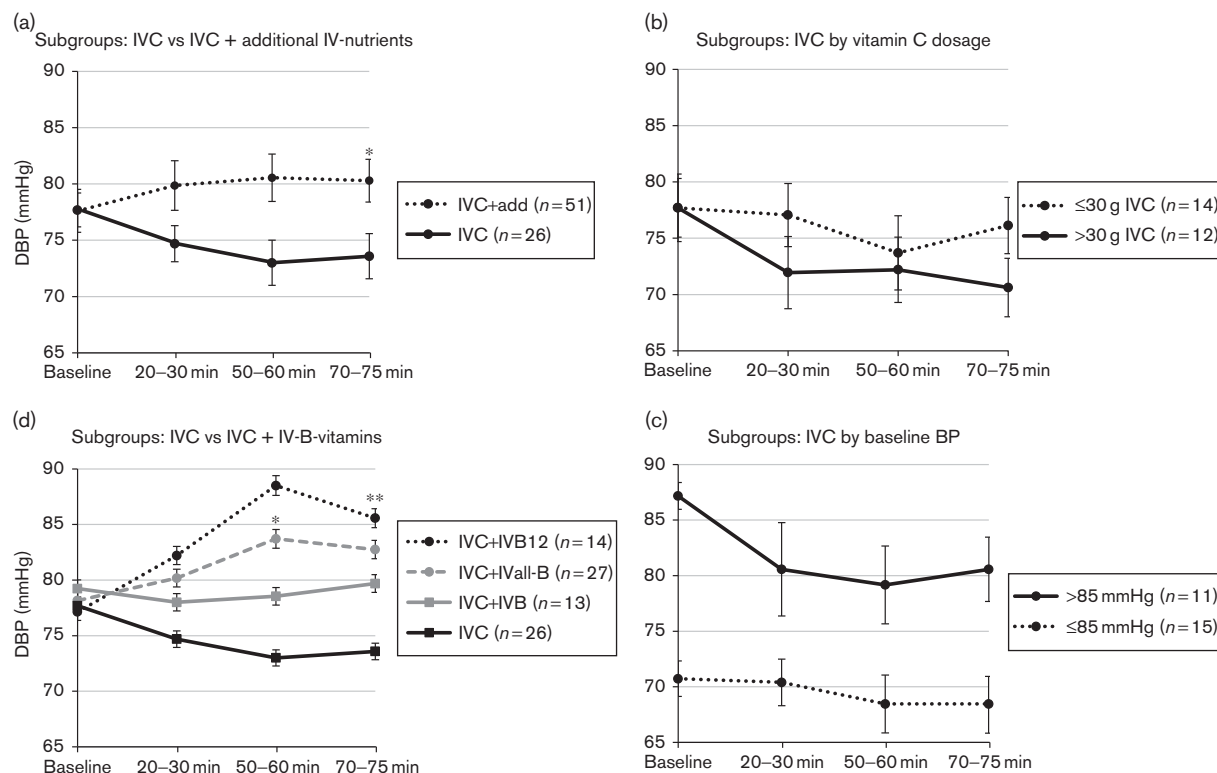 (a)
Subgroups: IVC vs IVC + additional IV-nutrients
DBP (mmHg)
90
85
80
75
70
65
*
Baseline 20–30 min 50–60 min 70–75 min
IVC+add (n=51)
IVC (n=26)
(b)
Subgroups: IVC by vitamin C dosage
90
85
80
75
70
65
Baseline 20–30 min 50–60 min 70–75 min
≤30 g IVC (n=14)
>30 g IVC (n=12)
(d)
Subgroups: IVC vs IVC + IV-B-vitamins
DBP (mmHg)
90
85
80
75
70
65
*
**
Baseline 20–30 min 50–60 min 70–75 min
IVC+IVB12 (n=14)
IVC+IVall-B (n=27)
IVC+IVB (n=13)
IVC (n=26)
(c)
Subgroups: IVC by baseline BP
90
85
80
75
70
65
Baseline 20–30 min 50–60 min 70–75 min
>85 mmHg (n=11)
≤85 mmHg (n=15)